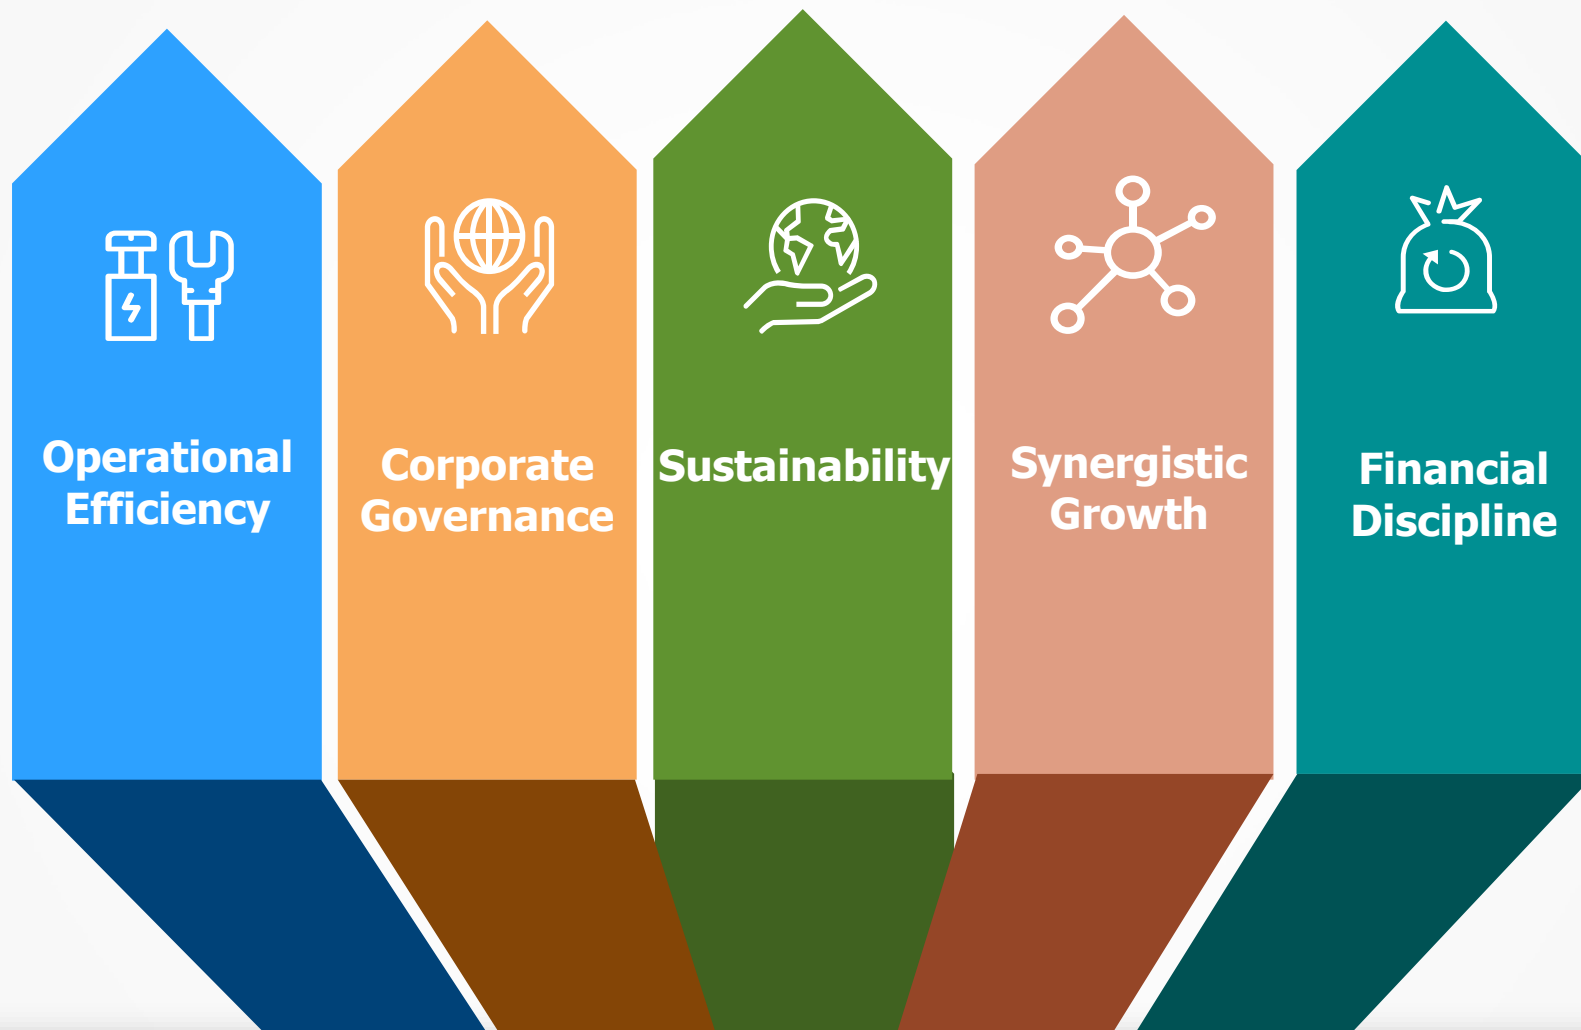 Operational
Efficiency
Corporate
Governance
Sustainability
Synergistic
Growth
Financial
Discipline